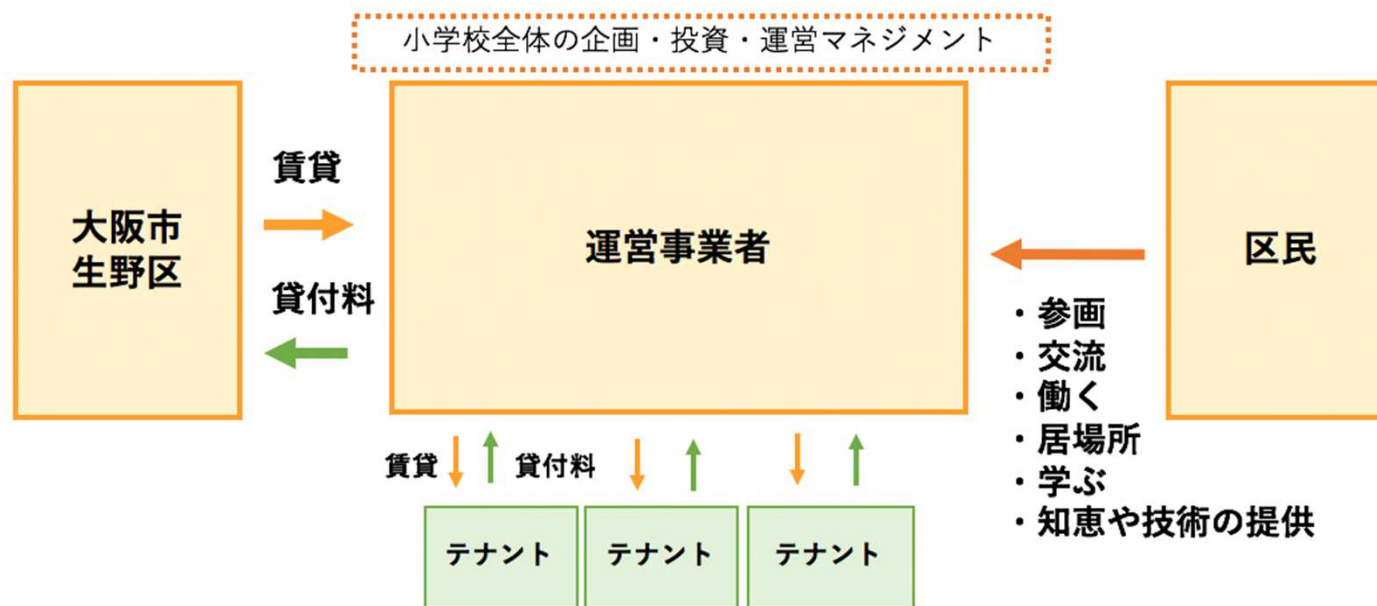 小学校全体の企画・投資・運営マネジメント
大阪市
生野区
賃貸
貸付料
運営事業者
区民
・参画
・交流
・働く
・居場所
・学ぶ
・知恵や技術の提供
賃貸
貸付料
テナント
テナント
テナント